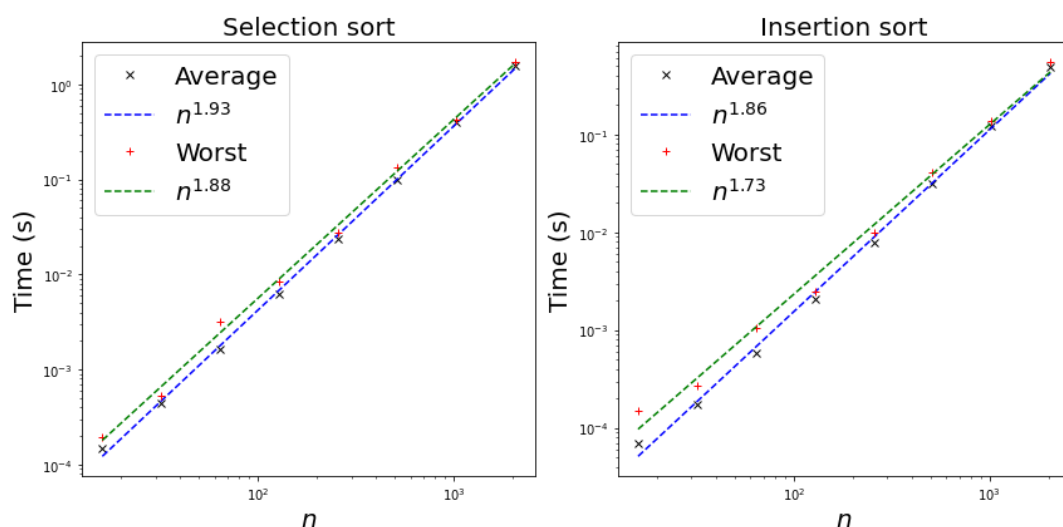 Selection sort
Average
n^1.93
Worst
n^1.88
10^0
10^-1
10^-2
10^-3
10^-4
Time (s)
10^2
10^3
n
Insertion sort
Average
n^1.86
Worst
n^1.73
10^-1
10^-2
10^-3
10^-4
Time (s)
10^2
10^3
n